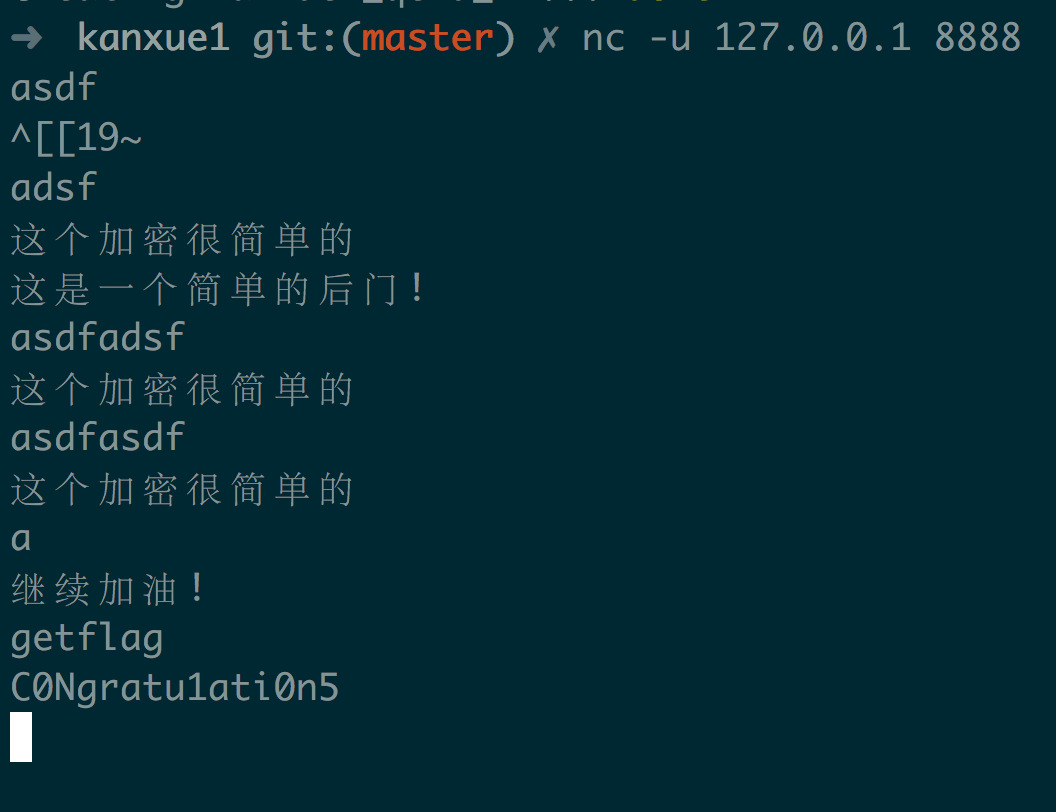 ➜  kanxue1 git:(master) ✗ nc -u 127.0.0.1 8888
asdf
^[[19~
adsf
这个加密很简单的
这是一个简单的后门!
asdfadsf
这个加密很简单的
asdfasdf
这个加密很简单的
a
继续加油!
getflag
C0Ngratu1ati0n5